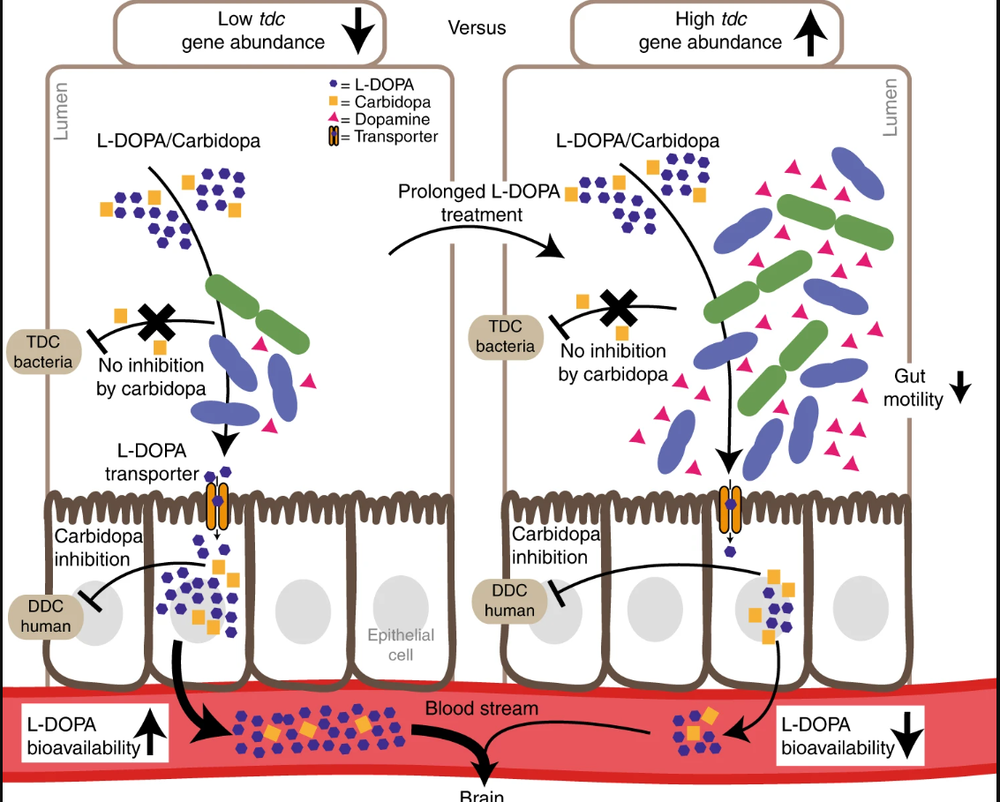 Low tdc
gene abundance
Versus
High tdc
gene abundance
Lumen
= L-DOPA
= Carbidopa
= Dopamine
= Transporter
L-DOPA/Carbidopa
TDC
bacteria
No inhibition
by carbidopa
L-DOPA
transporter
Carbidopa
inhibition
DDC
human
Epithelial
cell
Prolonged L-DOPA
treatment
Lumen
L-DOPA/Carbidopa
TDC
bacteria
No inhibition
by carbidopa
Gut
motility
Carbidopa
inhibition
DDC
human
L-DOPA
bioavailability
Blood stream
L-DOPA
bioavailability
Brain